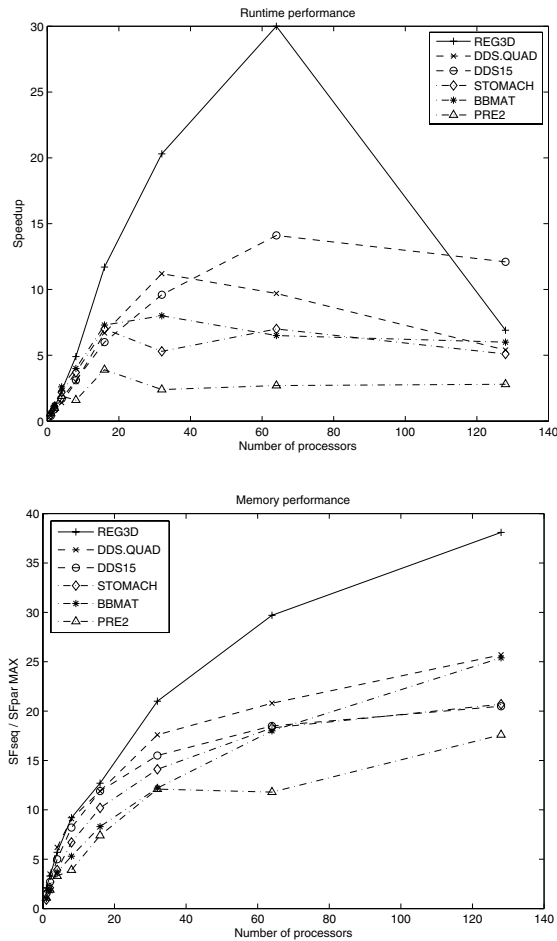 Runtime performance
30
25
20
15
10
5
0
Speedup
0 20 40 60 80 100 120 140
Number of processors
REG3D
DDS.QUAD
DDS15
STOMACH
BBMAT
PRE2
Memory performance
40
35
30
25
20
15
10
5
0
SFseq / SFpar MAX
0 20 40 60 80 100 120 140
Number of processors
REG3D
DDS.QUAD
DDS15
STOMACH
BBMAT
PRE2